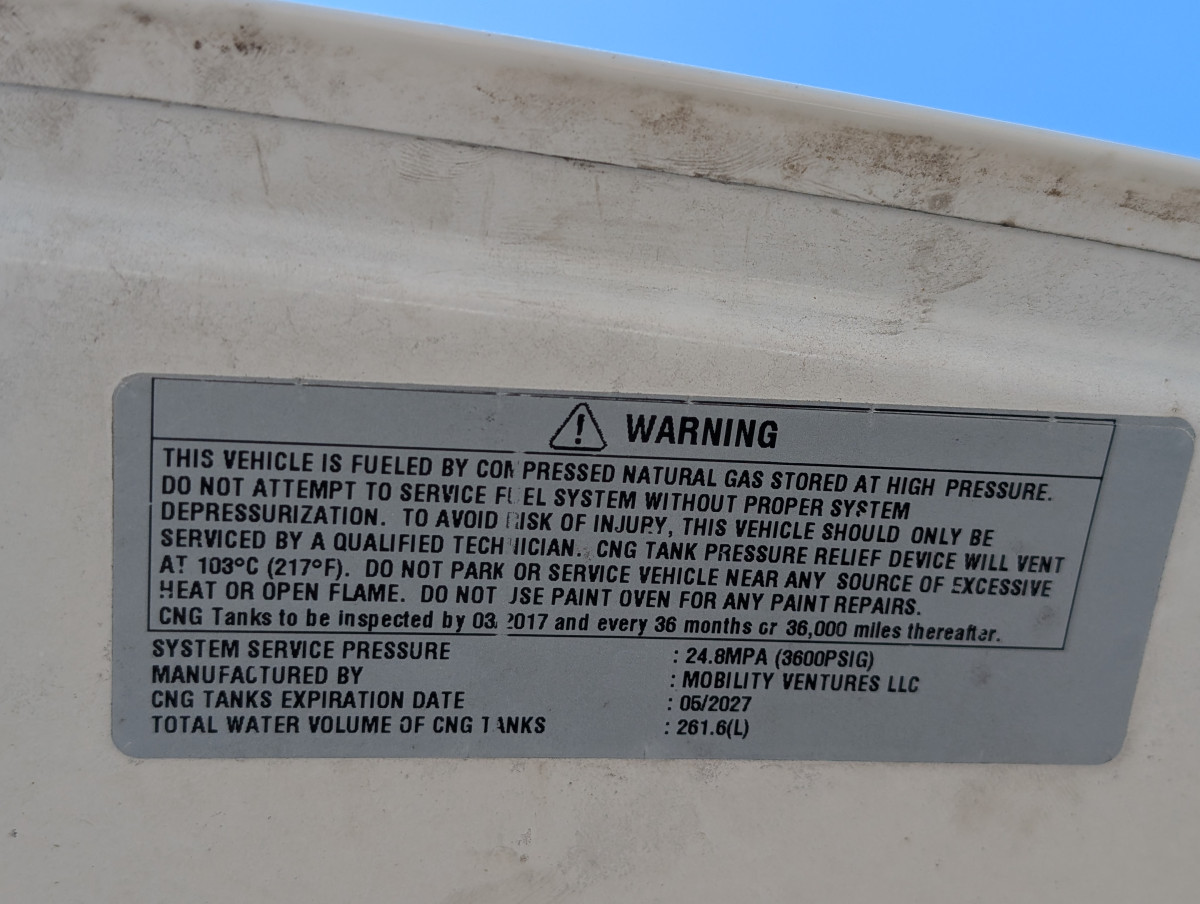 WARNING
THIS VEHICLE IS FUELED BY COMPRESSED NATURAL GAS STORED AT HIGH PRESSURE.
DO NOT ATTEMPT TO SERVICE FUEL SYSTEM WITHOUT PROPER SYSTEM
DEPRESSURIZATION. TO AVOID RISK OF INJURY, THIS VEHICLE SHOULD ONLY BE
SERVICED BY A QUALIFIED TECHNICIAN. CNG TANK PRESSURE RELIEF DEVICE WILL VENT
AT 103°C (217°F). DO NOT PARK OR SERVICE VEHICLE NEAR ANY SOURCE OF EXCESSIVE
HEAT OR OPEN FLAME. DO NOT USE PAINT OVEN FOR ANY PAINT REPAIRS.
CNG Tanks to be inspected by 03/2017 and every 36 months or 36,000 miles thereafter.
SYSTEM SERVICE PRESSURE : 24.8MPA (3600PSIG)
MANUFACTURED BY : MOBILITY VENTURES LLC
CNG TANKS EXPIRATION DATE : 05/2027
TOTAL WATER VOLUME OF CNG TANKS : 261.6(L)